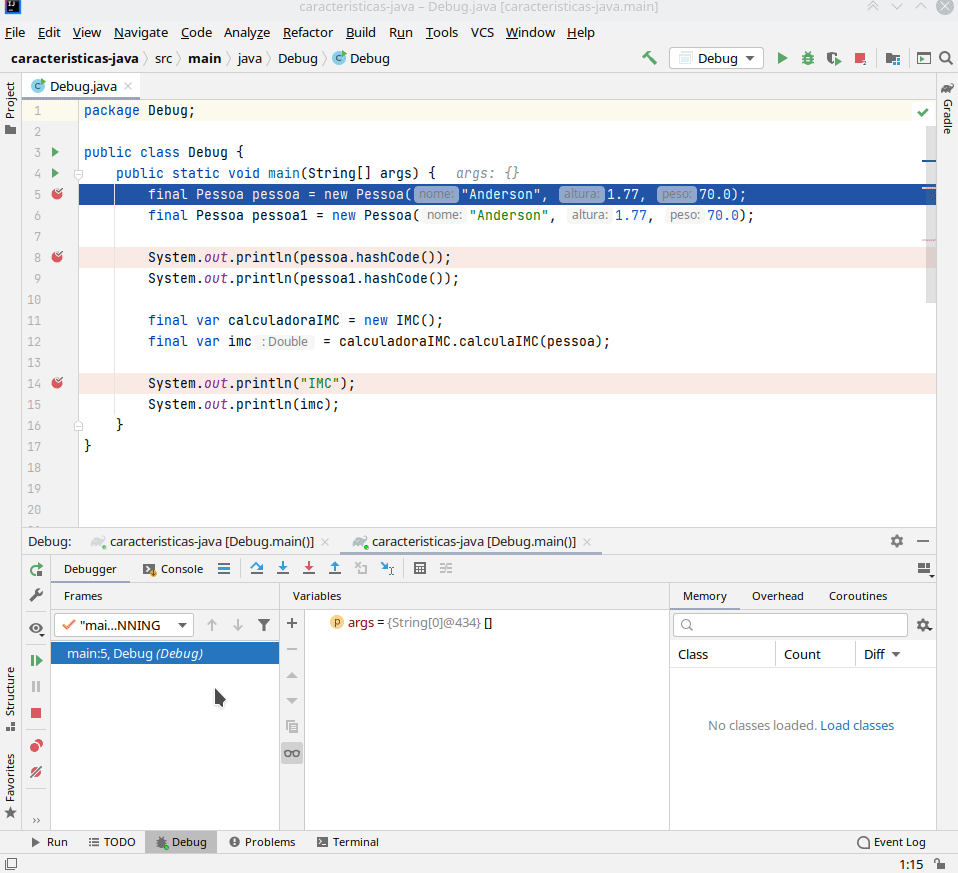 caracteristicas-java – Debug.java [caracteristicas-java.main]
File Edit View Navigate Code Analyze Refactor Build Run Tools VCS Window Help
caracteristicas-java src main java Debug Debug
Debug
Project
Debug.java
Gradle
1 package Debug;
2
3 public class Debug {
4 public static void main(String[] args) { args: {}
5 final Pessoa pessoa = new Pessoa( nome: "Anderson", altura: 1.77, peso: 70.0);
6 final Pessoa pessoa1 = new Pessoa( nome: "Anderson", altura: 1.77, peso: 70.0);
7
8 System.out.println(pessoa.hashCode());
9 System.out.println(pessoa1.hashCode());
10
11 final var calculadoraIMC = new IMC();
12 final var imc : Double = calculadoraIMC.calculaIMC(pessoa);
13
14 System.out.println("IMC");
15 System.out.println(imc);
16 }
17 }
18
19
20
Debug: caracteristicas-java [Debug.main()] caracteristicas-java [Debug.main()]
Debugger Console
Frames Variables Memory Overhead Coroutines
"mai...NNING
args = {String[0]@434} []
main:5, Debug (Debug)
Class Count Diff
No classes loaded. Load classes
Structure
Favorites
Run TODO Debug Problems Terminal Event Log
1:15